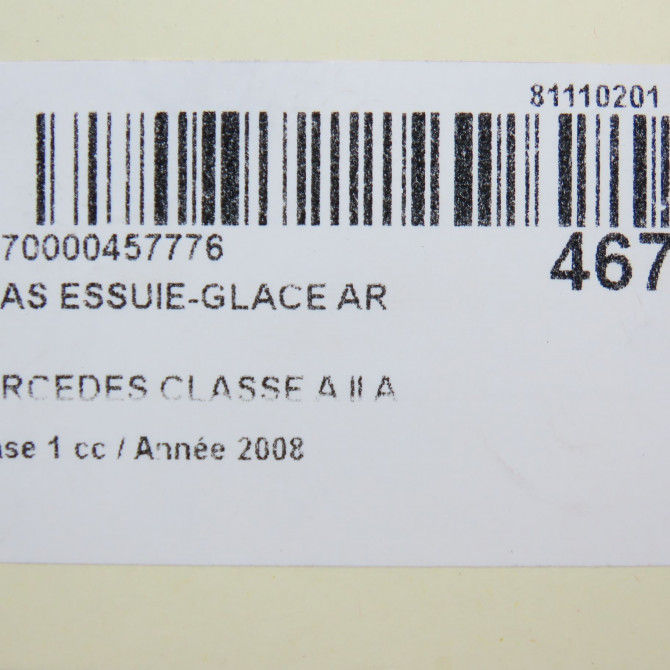 81110201
70000457776
467
AS ESSUIE-GLACE AR
RCEDES CLASSE A II A
se 1 cc / Année 2008